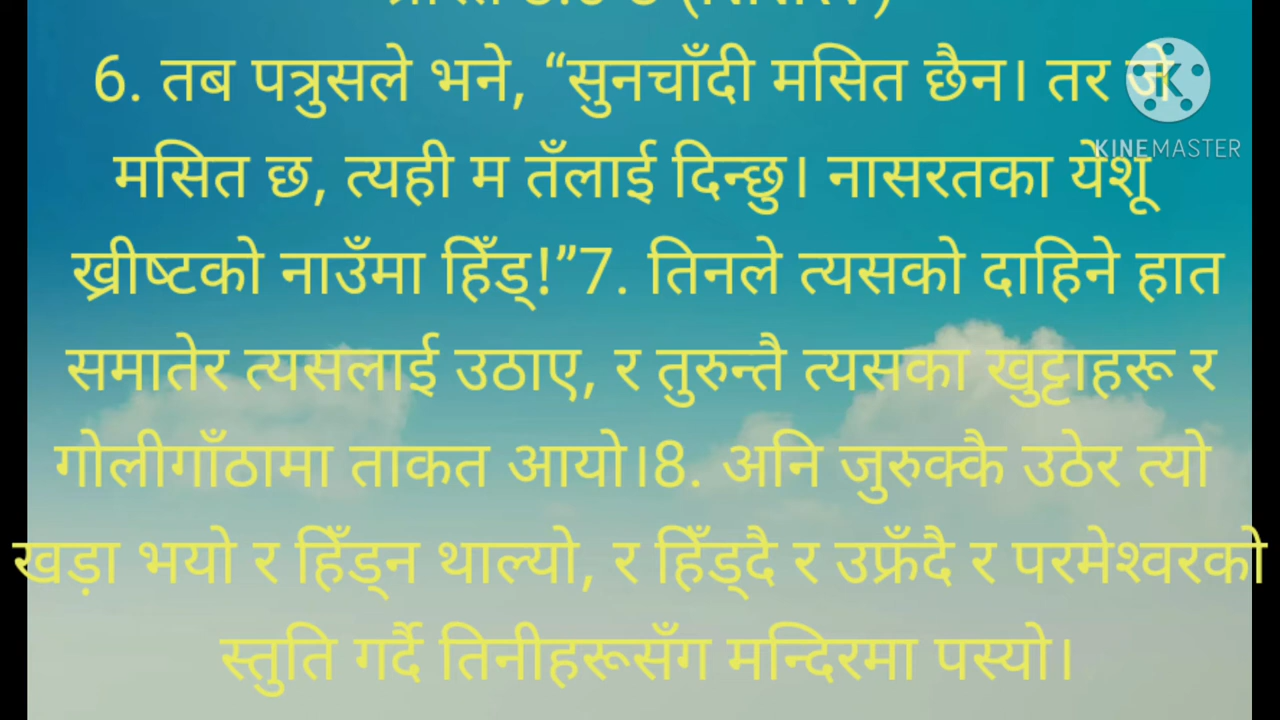 6. तब पत्रुसले भने, “सुनचाँदी मसित छैन। तर जे
मसित छ, त्यही म तँलाई दिन्छु। नासरतका येशू
ख्रीष्टको नाउँमा हिँड्!”7. तिनले त्यसको दाहिने हात
समातेर त्यसलाई उठाए, र तुरुन्तै त्यसका खुट्टाहरू र
गोलीगाँठामा ताकत आयो।8. अनि जुरुक्कै उठेर त्यो
खड़ा भयो र हिँड्न थाल्यो, र हिँड्दै र उफ्रँदै र परमेश्वरको
स्तुति गर्दै तिनीहरूसँग मन्दिरमा पस्यो।
KINEMASTER